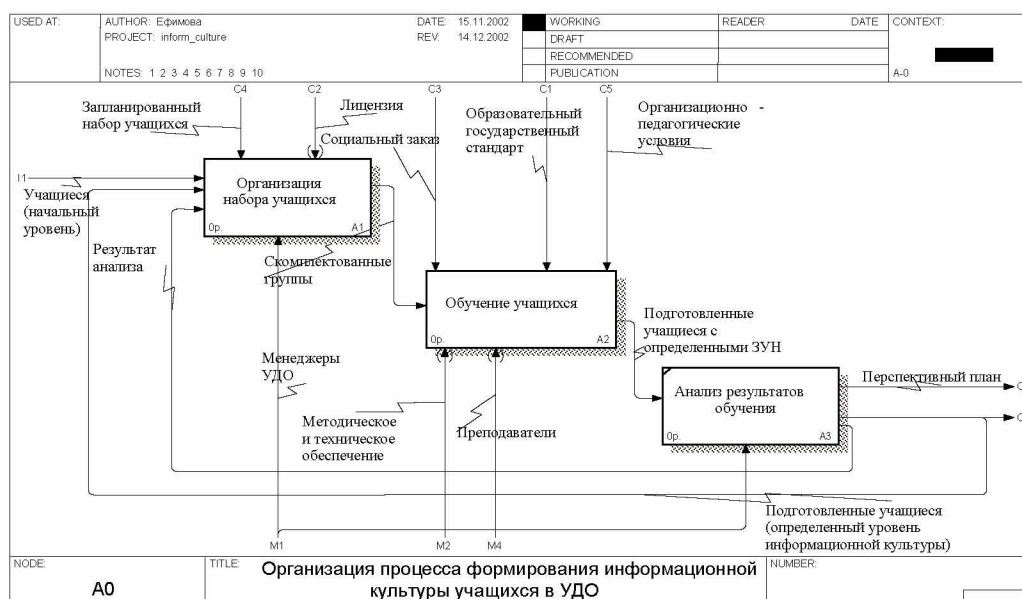 USED AT:
AUTHOR: Ефимова
DATE: 15.11.2002
WORKING
READER
DATE
CONTEXT:
PROJECT: inform_culture
REV: 14.12.2002
DRAFT
RECOMMENDED
NOTES: 1 2 3 4 5 6 7 8 9 10
PUBLICATION
A-0
C4
C2
C3
C1
C5
Запланированный
набор учащихся
Лицензия
Социальный заказ
Образовательный
государственный
стандарт
Организационно -
педагогические
условия
I1
Учащиеся
(начальный
уровень)
Организация
набора учащихся
0р.
A1
Результат
анализа
Скомплектованные
группы
Обучение учащихся
0р.
A2
Подготовленные
учащиеся с
определенными ЗУН
Менеджеры
УДО
Методическое
и техническое
обеспечение
Преподаватели
Анализ результатов
обучения
0р.
A3
Перспективный план
Подготовленные учащиеся
(определенный уровень
информационной культуры)
M1
M2
M4
NODE:
A0
TITLE:
Организация процесса формирования информационной
культуры учащихся в УДО
NUMBER: